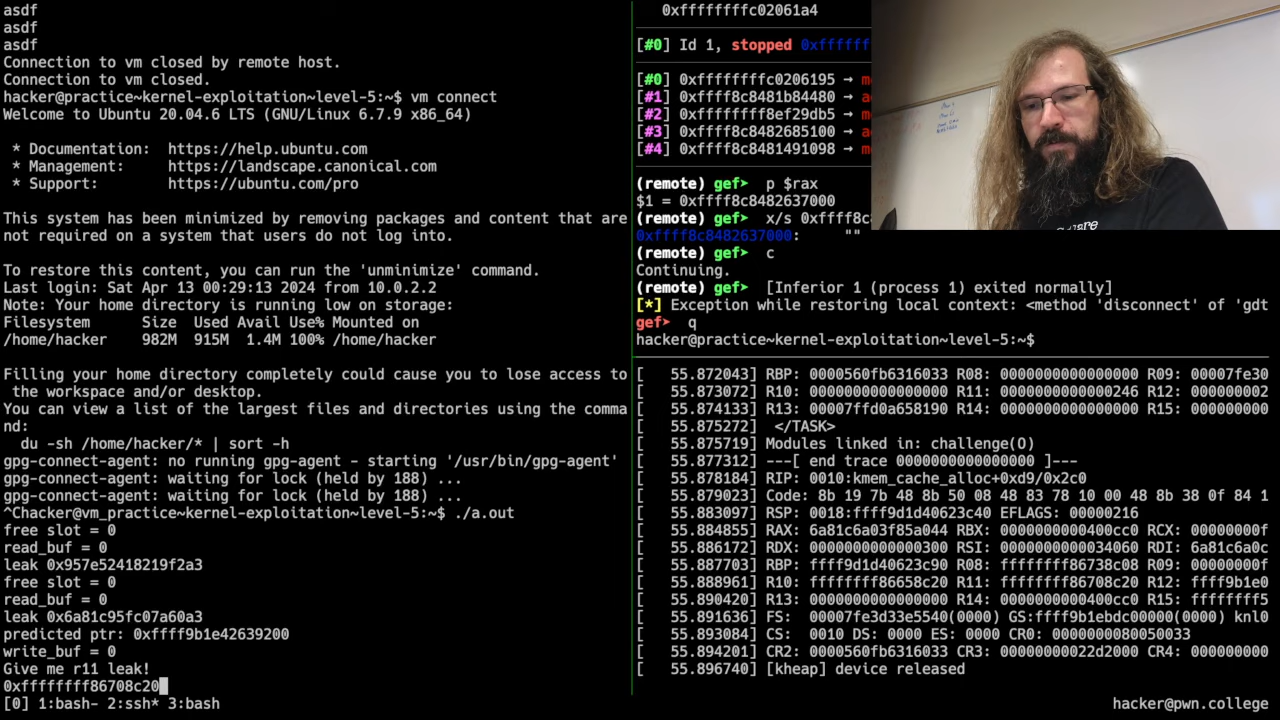 asdf
asdf
asdf
Connection to vm closed by remote host.
Connection to vm closed.
hacker@practice~kernel-exploitation~level-5:~$ vm connect
Welcome to Ubuntu 20.04.6 LTS (GNU/Linux 6.7.9 x86_64)
* Documentation:  https://help.ubuntu.com
* Management:     https://landscape.canonical.com
* Support:        https://ubuntu.com/pro
This system has been minimized by removing packages and content that are
not required on a system that users do not log into.
To restore this content, you can run the 'unminimize' command.
Last login: Sat Apr 13 00:29:13 2024 from 10.0.2.2
Note: Your home directory is running low on storage:
Filesystem      Size  Used Avail Use% Mounted on
/home/hacker    982M  915M  1.4M 100% /home/hacker
Filling your home directory completely could cause you to lose access to
the workspace and/or desktop.
You can view a list of the largest files and directories using the comma
nd:
du -sh /home/hacker/* | sort -h
gpg-connect-agent: no running gpg-agent - starting '/usr/bin/gpg-agent'
gpg-connect-agent: waiting for lock (held by 188) ...
gpg-connect-agent: waiting for lock (held by 188) ...
^Chacker@vm_practice~kernel-exploitation~level-5:~$ ./a.out
free slot = 0
read_buf = 0
leak 0x957e52418219f2a3
free slot = 0
read_buf = 0
leak 0x6a81c95fc07a60a3
predicted ptr: 0xffff9b1e42639200
write_buf = 0
Give me r11 leak!
0xffffffff86708c20
0xffffffffc02061a4
[#0] Id 1, stopped 0xffffff
[#0] 0xffffffffc0206195 → m
[#1] 0xffff8c8481b84480 → a
[#2] 0xffffffff8ef29db5 → m
[#3] 0xffff8c8482685100 → a
[#4] 0xffff8c8481491098 → m
(remote) gef➤  p $rax
$1 = 0xffff8c8482637000
(remote) gef➤  x/s 0xffff8c8
0xffff8c8482637000:     ""
(remote) gef➤  c
Continuing.
(remote) gef➤  [Inferior 1 (process 1) exited normally]
[*] Exception while restoring local context: <method 'disconnect' of 'gdt
gef➤  q
hacker@practice~kernel-exploitation~level-5:~$
[   55.872043] RBP: 0000560fb6316033 R08: 0000000000000000 R09: 00007fe30
[   55.873072] R10: 0000000000000000 R11: 0000000000000246 R12: 000000002
[   55.874133] R13: 00007ffd0a658190 R14: 0000000000000000 R15: 000000000
[   55.875272]  </TASK>
[   55.875719] Modules linked in: challenge(O)
[   55.877312] ---[ end trace 0000000000000000 ]---
[   55.878184] RIP: 0010:kmem_cache_alloc+0xd9/0x2c0
[   55.879023] Code: 8b 19 7b 48 8b 50 08 48 83 78 10 00 48 8b 38 0f 84 1
[   55.883097] RSP: 0018:ffff9d1d40623c40 EFLAGS: 00000216
[   55.884855] RAX: 6a81c6a03f85a044 RBX: 0000000000400cc0 RCX: 00000000f
[   55.886172] RDX: 0000000000000300 RSI: 0000000000034060 RDI: 6a81c6a0c
[   55.887703] RBP: ffff9d1d40623c90 R08: ffffffff86738c08 R09: 00000000f
[   55.888961] R10: ffffffff86658c20 R11: ffffffff86708c20 R12: ffff9b1e0
[   55.890420] R13: 0000000000000000 R14: 0000000000400cc0 R15: ffffffff5
[   55.891636] FS:  00007fe3d33e5540(0000) GS:ffff9b1ebdc00000(0000) knl0
[   55.893084] CS:  0010 DS: 0000 ES: 0000 CR0: 0000000080050033
[   55.894201] CR2: 0000560fb6316033 CR3: 00000000022d2000 CR4: 000000000
[   55.896740] [kheap] device released
[0] 1:bash- 2:ssh* 3:bash
hacker@pwn.college